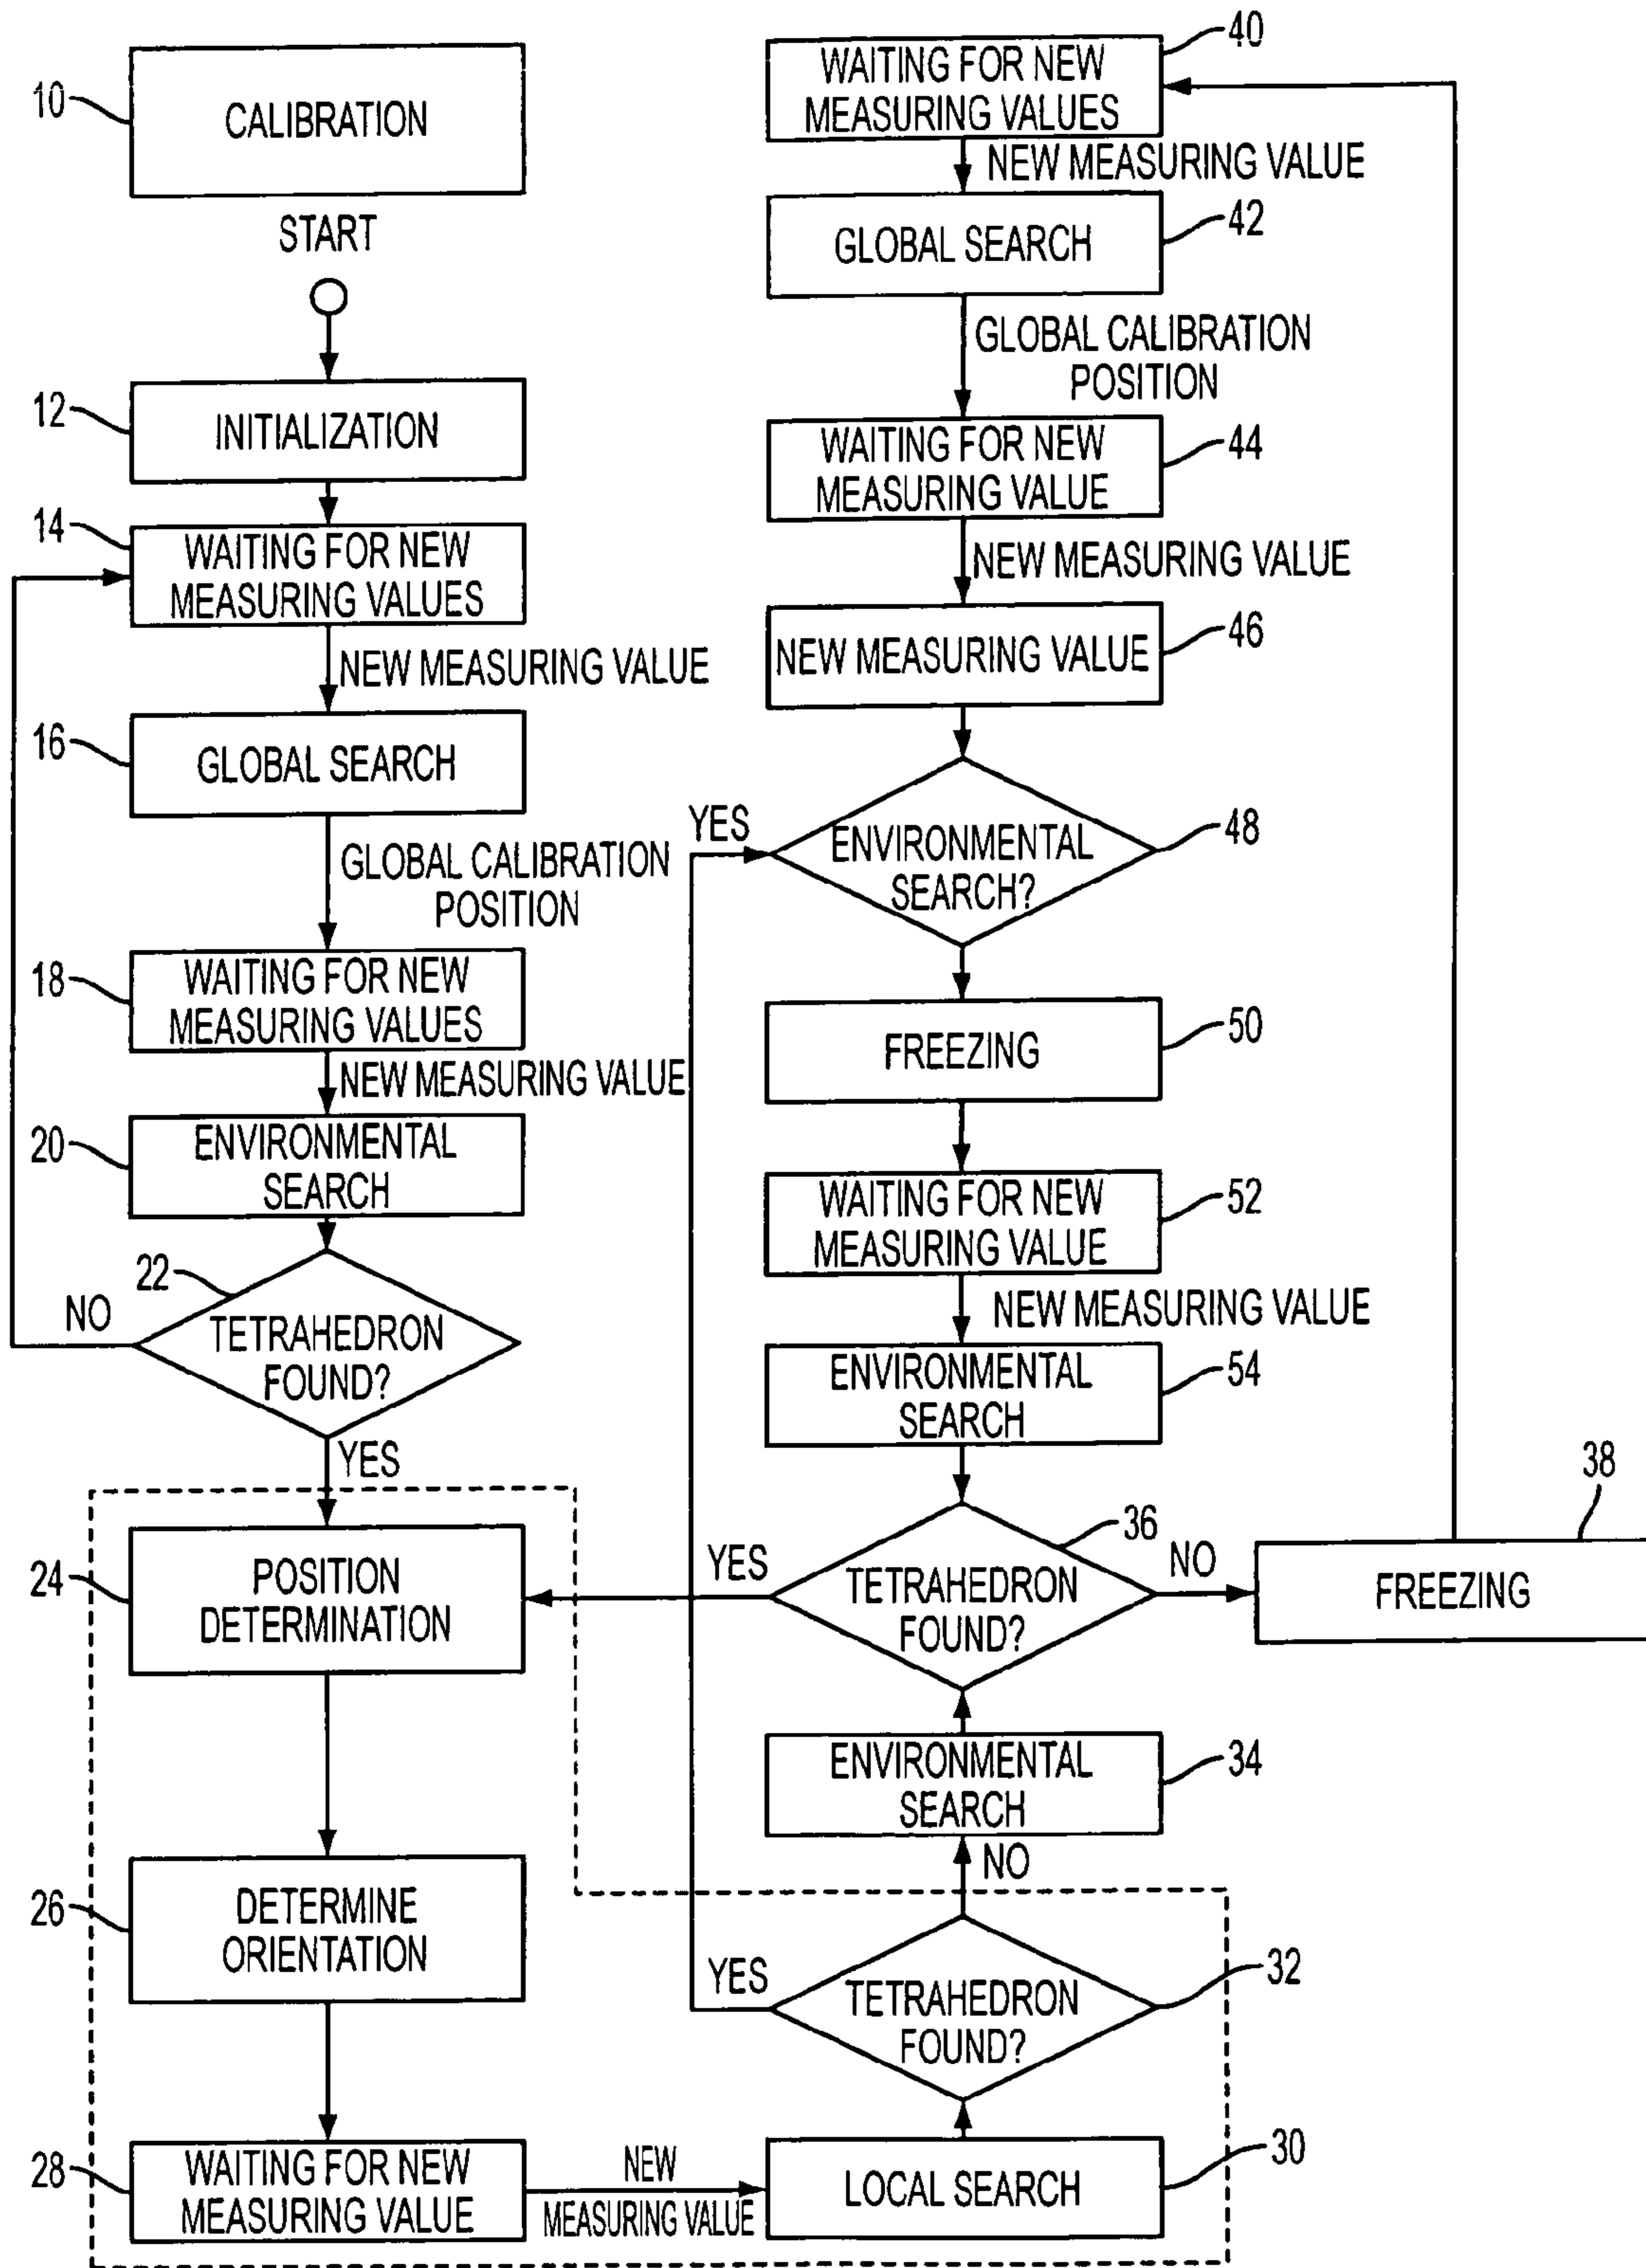 10
CALIBRATION
START
12
INITIALIZATION
14
WAITING FOR NEW
MEASURING VALUES
NEW MEASURING VALUE
16
GLOBAL SEARCH
GLOBAL CALIBRATION
POSITION
18
WAITING FOR NEW
MEASURING VALUES
NEW MEASURING VALUE
20
ENVIRONMENTAL
SEARCH
22
NO
TETRAHEDRON
FOUND?
YES
24
POSITION
DETERMINATION
26
DETERMINE
ORIENTATION
28
WAITING FOR NEW
MEASURING VALUE
NEW
MEASURING VALUE
30
LOCAL SEARCH
32
TETRAHEDRON
FOUND?
YES
NO
34
ENVIRONMENTAL
SEARCH
36
TETRAHEDRON
FOUND?
YES
NO
38
FREEZING
40
WAITING FOR NEW
MEASURING VALUES
NEW MEASURING VALUE
42
GLOBAL SEARCH
GLOBAL CALIBRATION
POSITION
44
WAITING FOR NEW
MEASURING VALUE
NEW MEASURING VALUE
46
NEW MEASURING VALUE
48
YES
ENVIRONMENTAL
SEARCH?
50
FREEZING
52
WAITING FOR NEW
MEASURING VALUE
NEW MEASURING VALUE
54
ENVIRONMENTAL
SEARCH